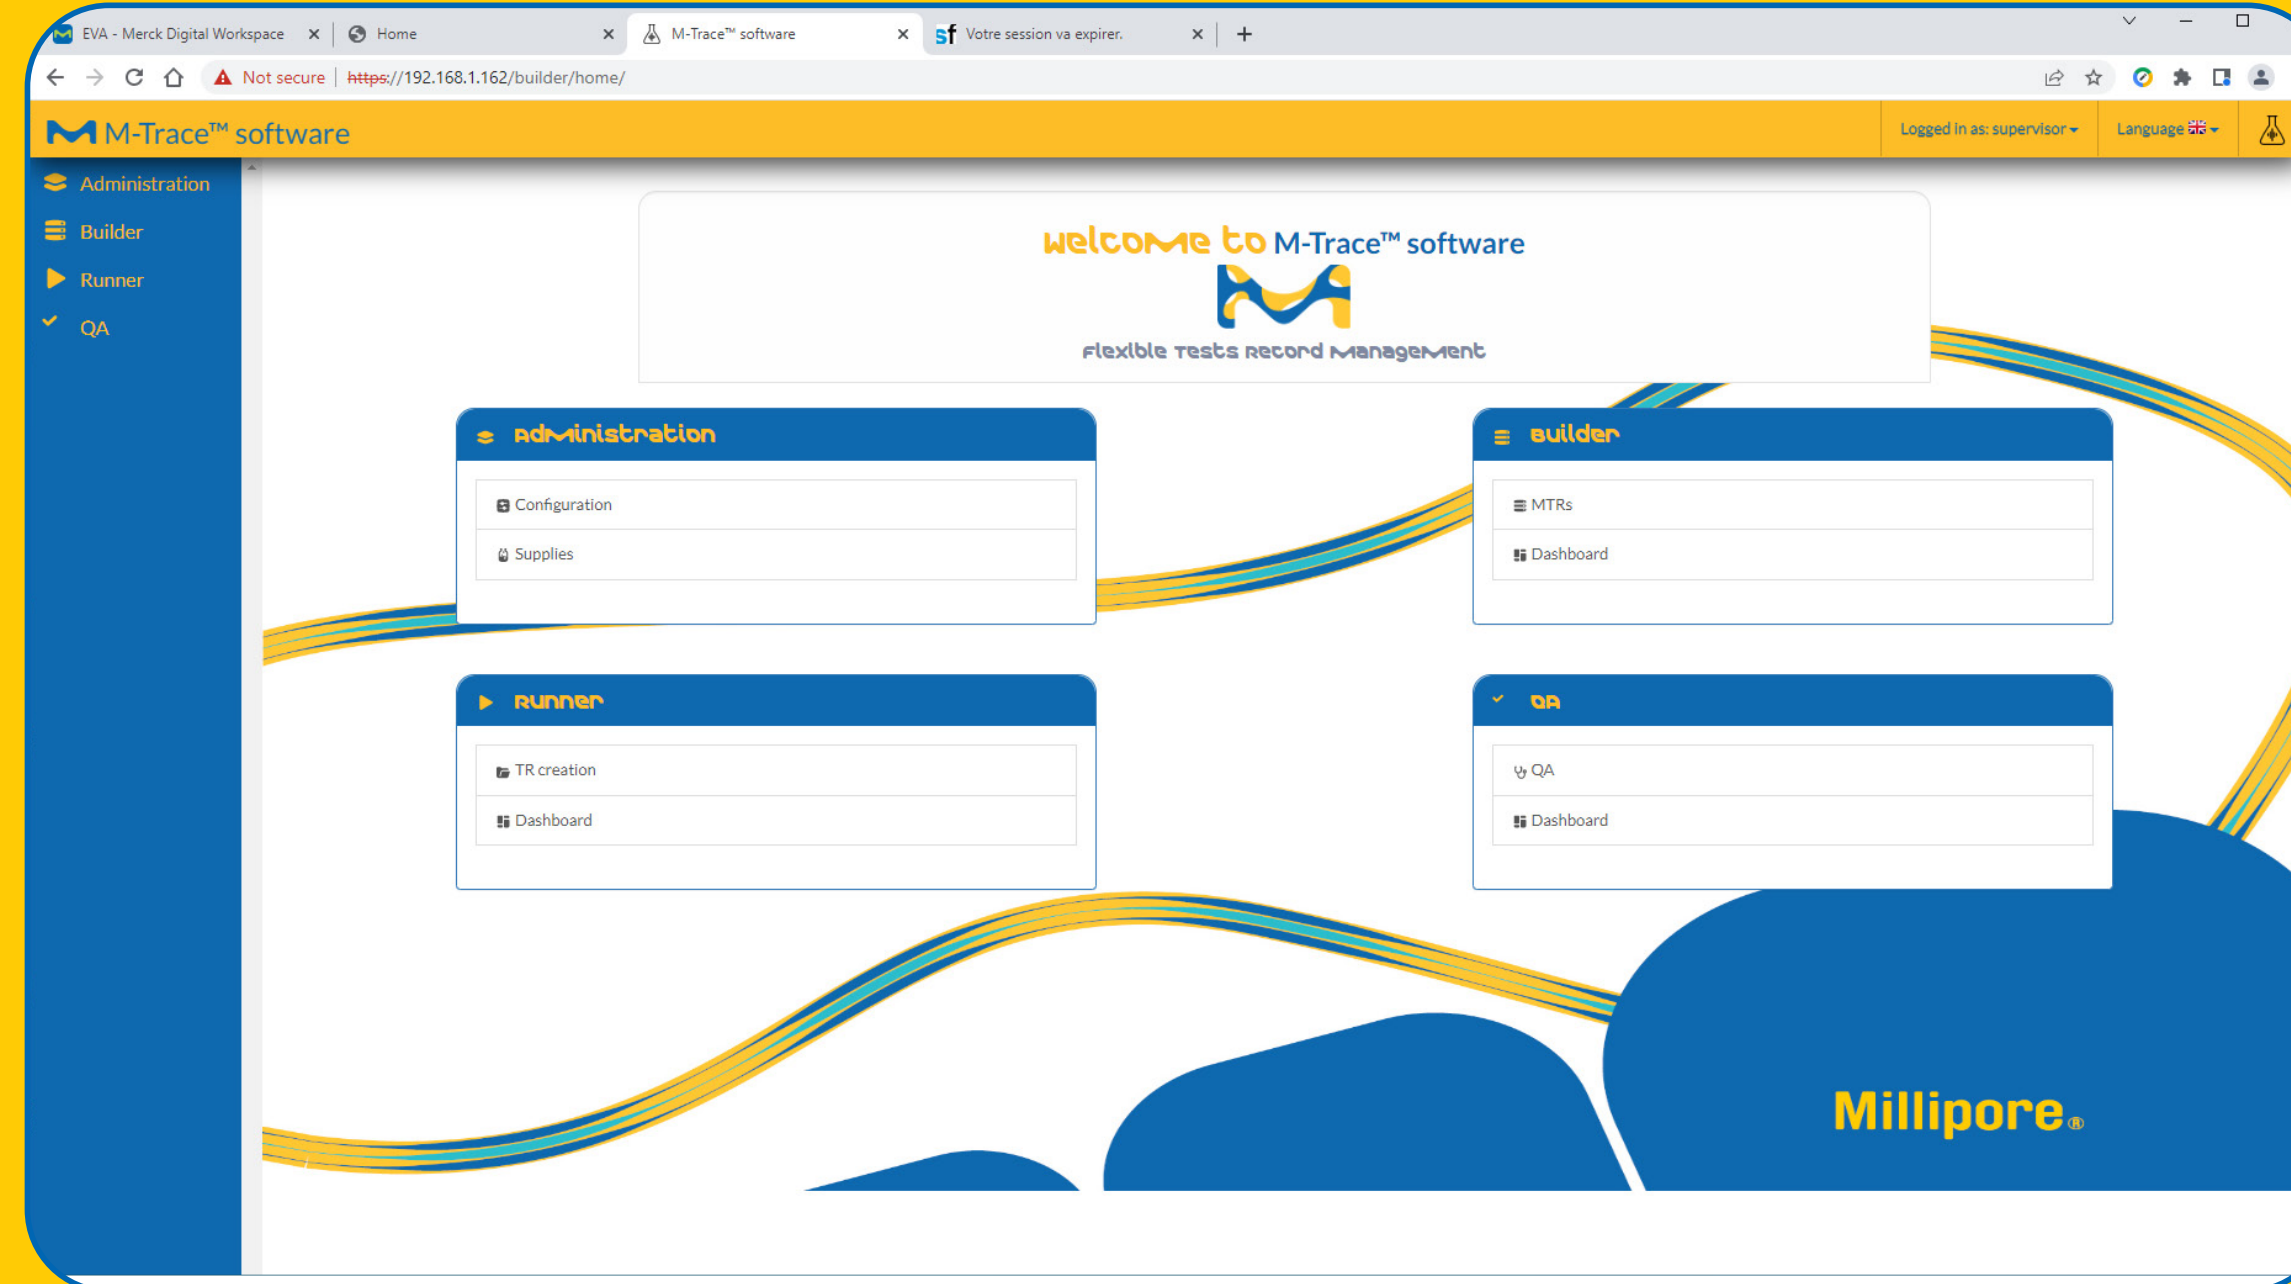 EVA - Merck Digital Workspace
Home
M-Trace™ software
sf Votre session va expirer.
Not secure https://192.168.1.162/builder/home/
M-Trace™ software
Logged in as: supervisor
Language
Administration
Builder
Runner
QA
Welcome to M-Trace™ software
Flexible Tests Record Management
Administration
Configuration
Supplies
Builder
MTRs
Dashboard
Runner
TR creation
Dashboard
QA
QA
Dashboard
Millipore®